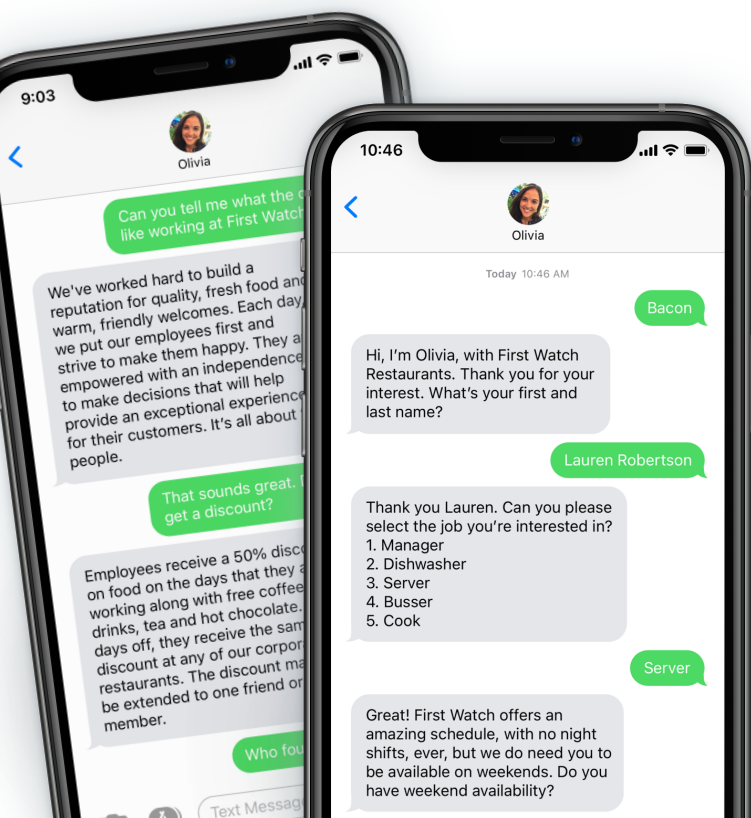 9:03
Olivia
Can you tell me what the
like working at First Watch
We've worked hard to build a
reputation for quality, fresh food and
warm, friendly welcomes. Each day,
we put our employees first and
strive to make them happy. They
empowered with an independence
to make decisions that will help
provide an exceptional experience
for their customers. It's all about
people.
That sounds great.
get a discount?
Employees receive a 50%
on food on the days that they
working along with free coffee
drinks, tea and hot chocolate.
days off, they receive the
discount at any of our
restaurants. The discount
be extended to one friend or
member.
Who
Text
10:46
Olivia
Today 10:46 AM
Bacon
Hi, I'm Olivia, with First Watch
Restaurants. Thank you for your
interest. What's your first and
last name?
Lauren Robertson
Thank you Lauren. Can you please
select the job you're interested in?
1. Manager
2. Dishwasher
3. Server
4. Busser
5. Cook
Server
Great! First Watch offers an
amazing schedule, with no night
shifts, ever, but we do need you to
be available on weekends. Do you
have weekend availability?